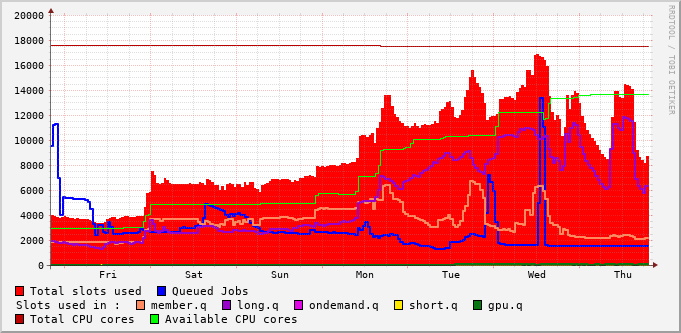 RRDTOOL / TOBI OETIKER
20000
18000
16000
14000
12000
10000
8000
6000
4000
2000
0
Fri Sat Sun Mon Tue Wed Thu
Total slots used Queued Jobs
Slots used in : member.q long.q ondemand.q short.q gpu.q
Total CPU cores Available CPU cores